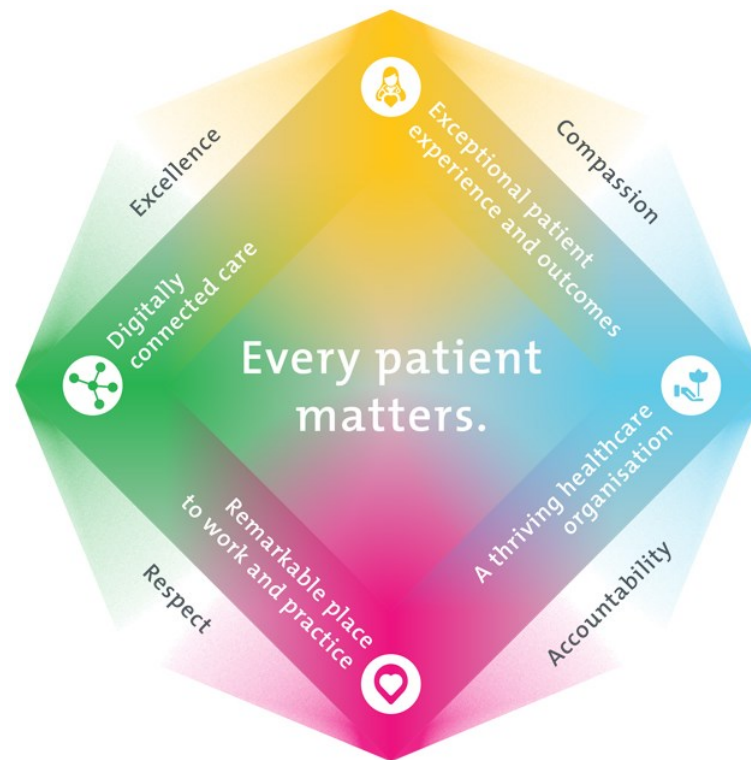 Excellence
Compassion
Exceptional patient
experience and outcomes
Digitally
connected care
Every patient
matters.
A thriving healthcare
organisation
Remarkable place
to work and practice
Respect
Accountability